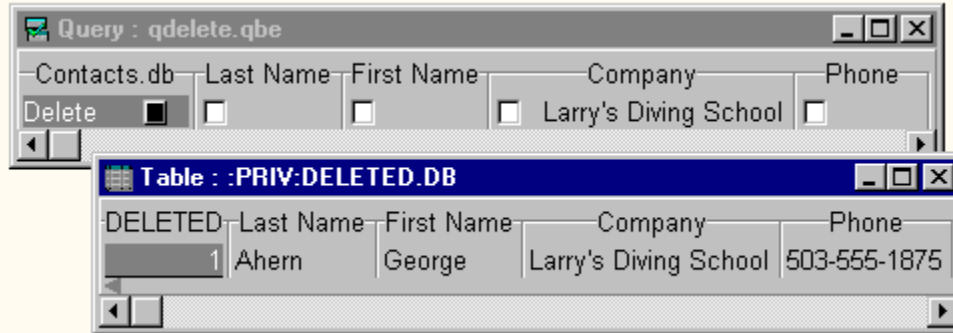 Query : qdelete.qbe
Contacts.db Last Name First Name Company Phone
Delete Larry's Diving School
Table : :PRIV:DELETED.DB
DELETED Last Name First Name Company Phone
1 Ahern George Larry's Diving School 503-555-1875